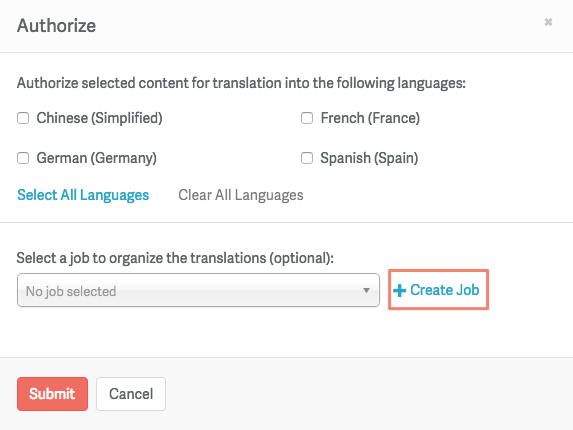 Authorize
Authorize selected content for translation into the following languages:
Chinese (Simplified) French (France)
German (Germany) Spanish (Spain)
Select All Languages Clear All Languages
Select a job to organize the translations (optional):
No job selected Create Job
Submit Cancel